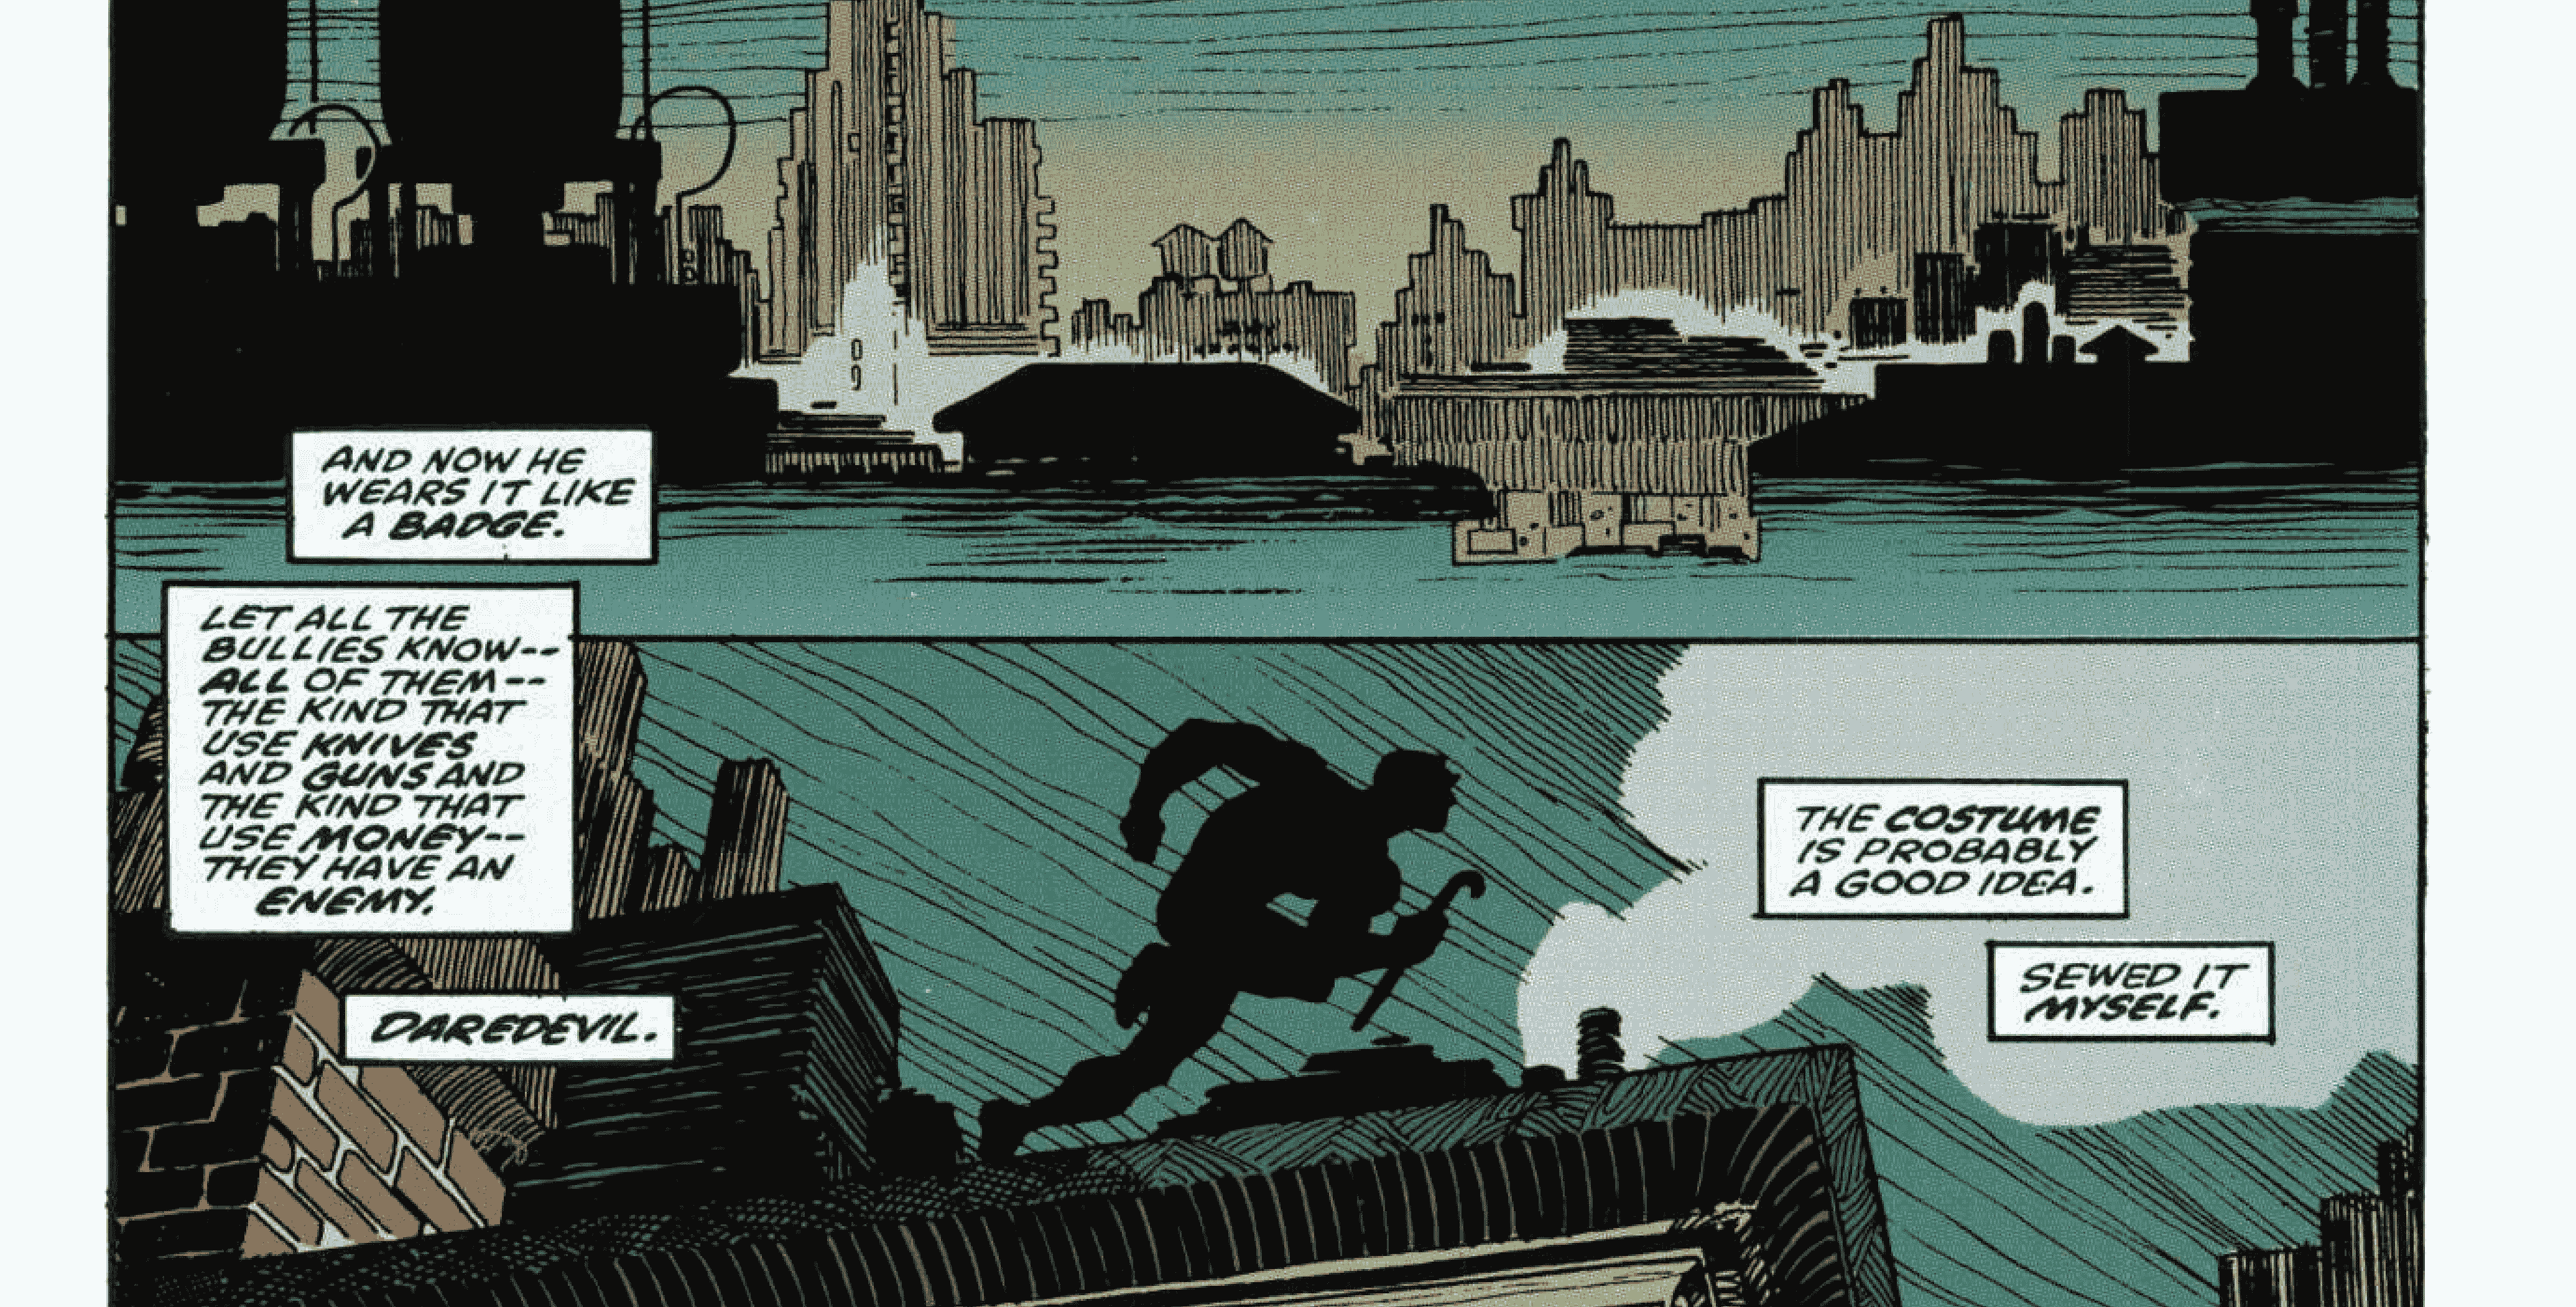 AND NOW HE
WEARS IT LIKE
A BADGE.
LET ALL THE
BULLIES KNOW--
ALL OF THEM--
THE KIND THAT
USE KNIVES
AND GUNS AND
THE KIND THAT
USE MONEY--
THEY HAVE AN
ENEMY.
DAREDEVIL.
THE COSTUME
IS PROBABLY
A GOOD IDEA.
SEWED IT
MYSELF.